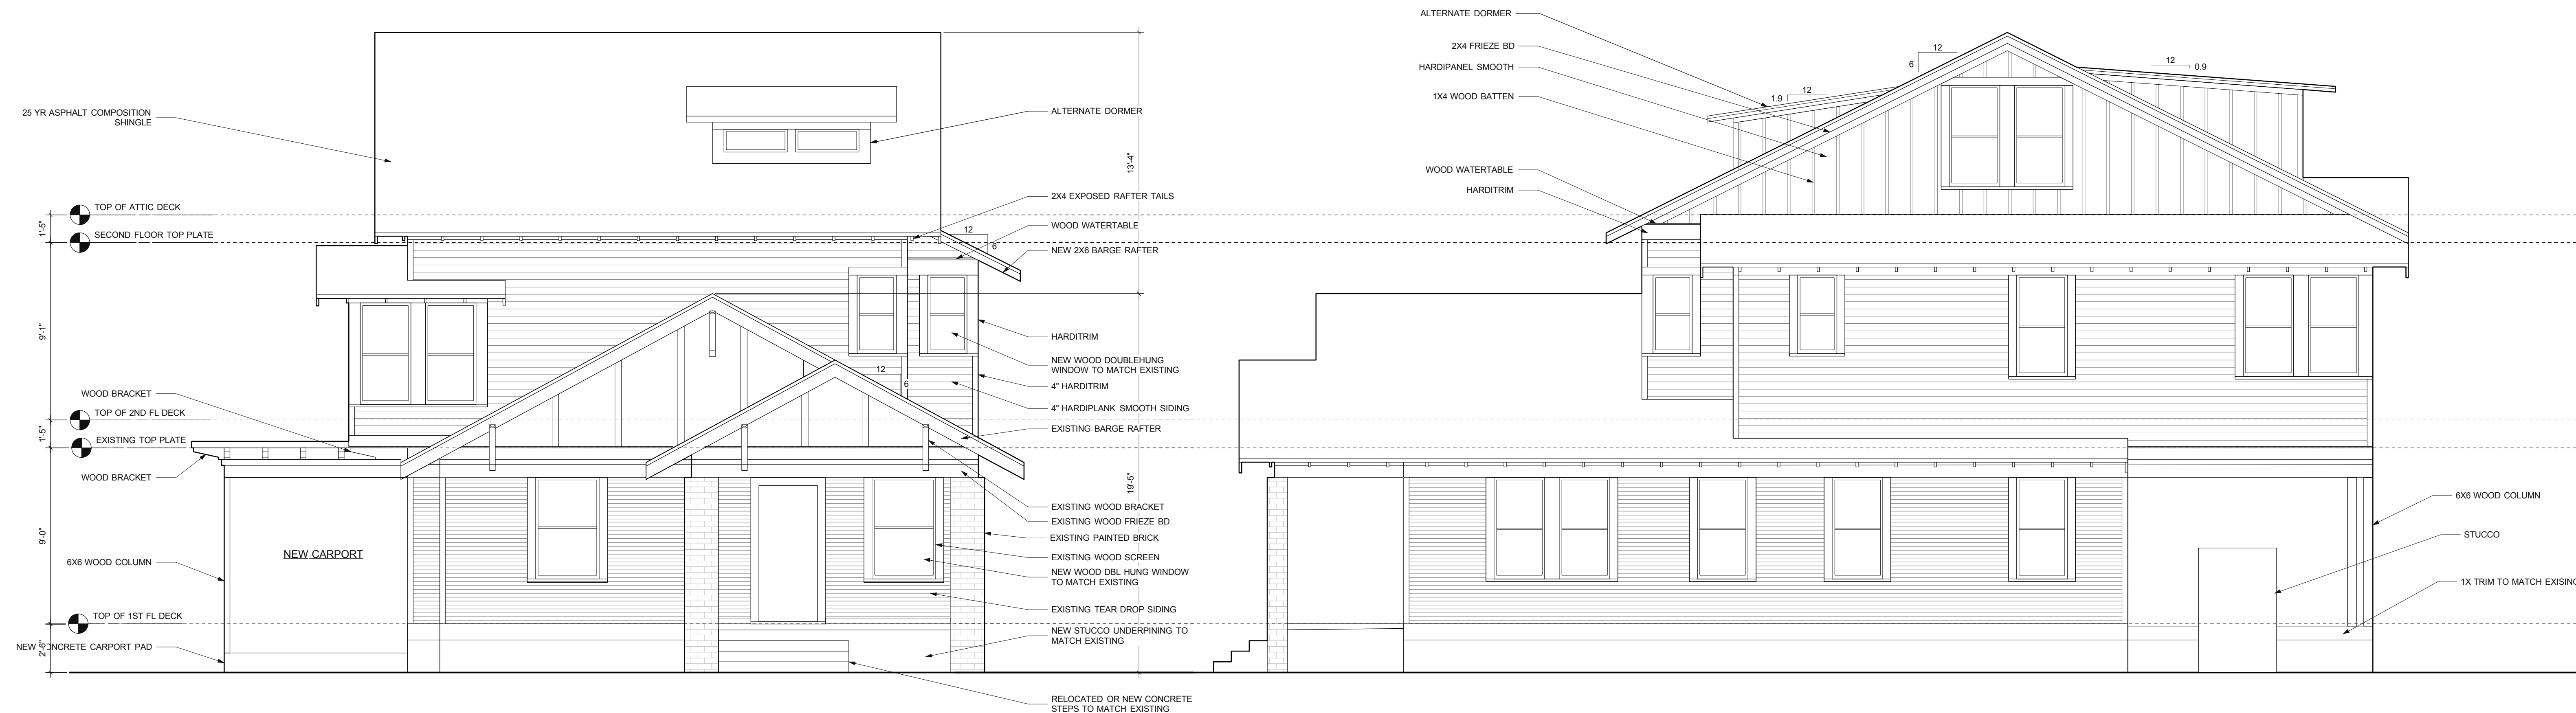 25 YR ASPHALT COMPOSITION
SHINGLE
TOP OF ATTIC DECK
1'-5"
SECOND FLOOR TOP PLATE
9'-1"
WOOD BRACKET
TOP OF 2ND FL DECK
1'-5"
EXISTING TOP PLATE
WOOD BRACKET
9'-0"
NEW CARPORT
6X6 WOOD COLUMN
TOP OF 1ST FL DECK
2'-6"
NEW CONCRETE CARPORT PAD
12
6
12
6
13'-4"
19'-5"
ALTERNATE DORMER
2X4 EXPOSED RAFTER TAILS
WOOD WATERTABLE
NEW 2X6 BARGE RAFTER
HARDITRIM
NEW WOOD DOUBLEHUNG
WINDOW TO MATCH EXISTING
4" HARDITRIM
4" HARDIPLANK SMOOTH SIDING
EXISTING BARGE RAFTER
EXISTING WOOD BRACKET
EXISTING WOOD FRIEZE BD
EXISTING PAINTED BRICK
EXISTING WOOD SCREEN
NEW WOOD DBL HUNG WINDOW
TO MATCH EXISTING
EXISTING TEAR DROP SIDING
NEW STUCCO UNDERPINING TO
MATCH EXISTING
RELOCATED OR NEW CONCRETE
STEPS TO MATCH EXISTING
ALTERNATE DORMER
2X4 FRIEZE BD
HARDIPANEL SMOOTH
1X4 WOOD BATTEN
WOOD WATERTABLE
HARDITRIM
12
6
12
1.9
12
0.9
6X6 WOOD COLUMN
STUCCO
1X TRIM TO MATCH EXISING